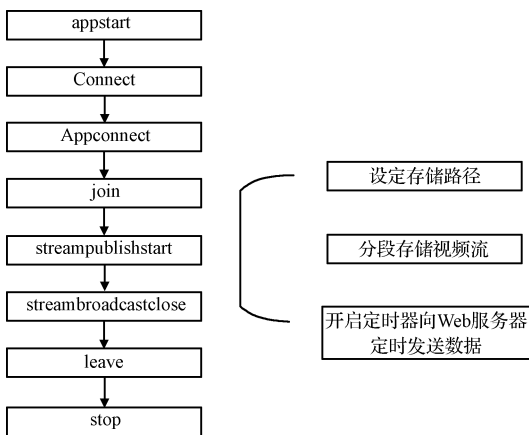 appstart
Connect
Appconnect
join
streampublishstart
streambroadcastclose
leave
stop
设定存储路径
分段存储视频流
开启定时器向Web服务器
定时发送数据